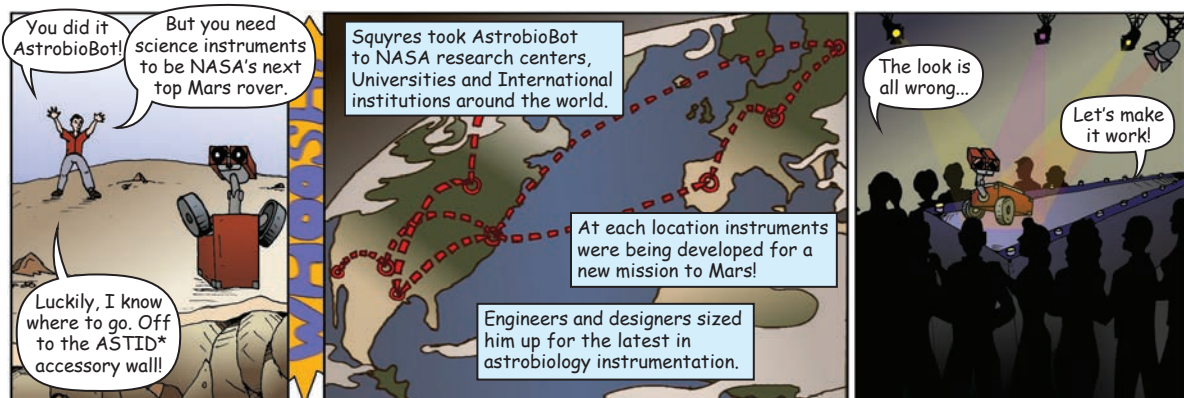 You did it
AstrobioBot!
But you need
science instruments
to be NASA's next
top Mars rover.
Luckily, I know
where to go. Off
to the ASTID*
accessory wall!
WHOOSH
Squyres took AstrobioBot
to NASA research centers,
Universities and International
institutions around the world.
At each location instruments
were being developed for a
new mission to Mars!
Engineers and designers sized
him up for the latest in
astrobiology instrumentation.
The look is
all wrong...
Let's make
it work!